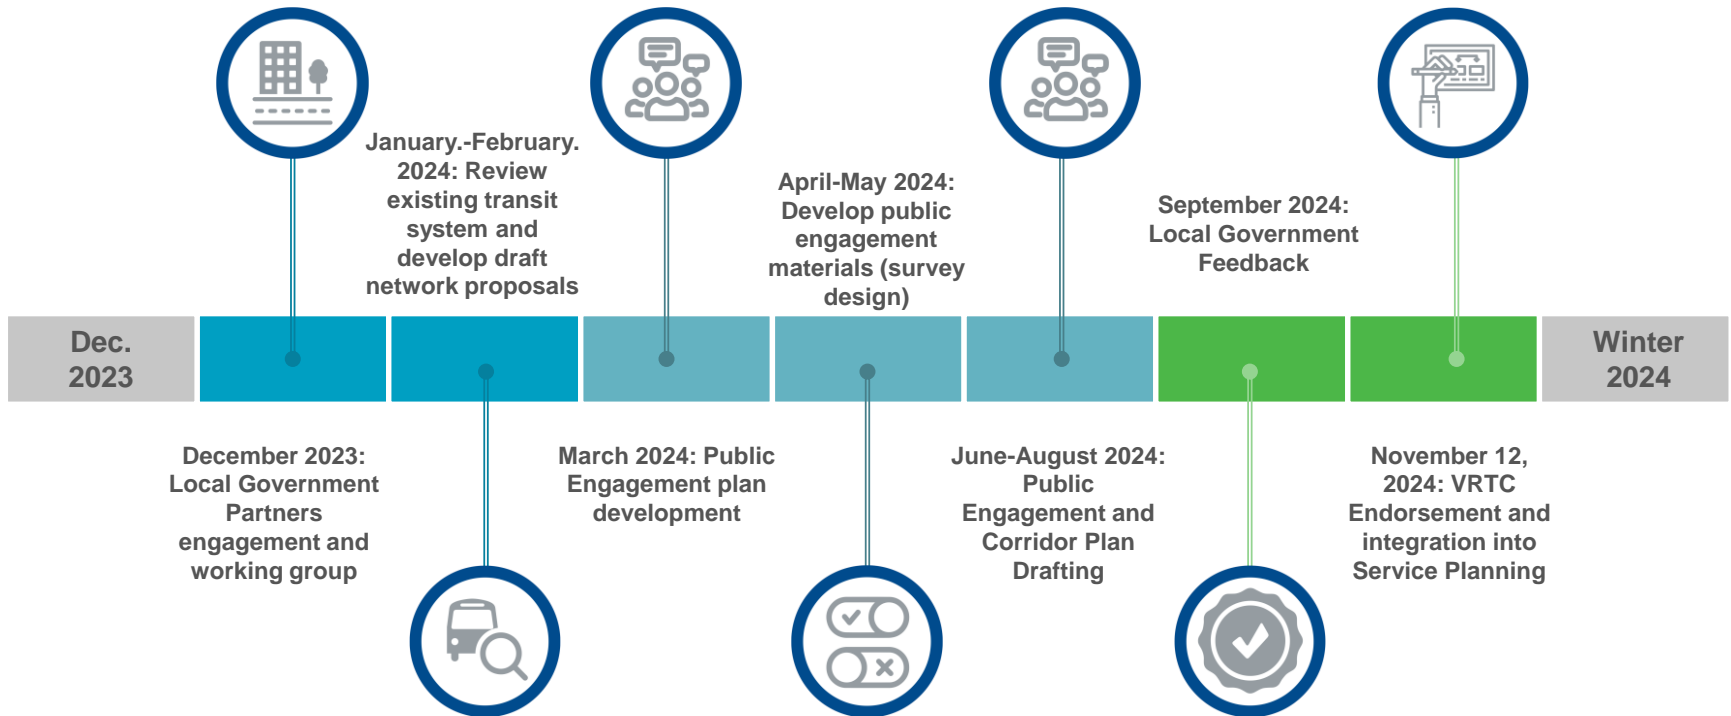 January.-February.
2024: Review
existing transit
system and
develop draft
network proposals
April-May 2024:
Develop public
engagement
materials (survey
design)
September 2024:
Local Government
Feedback
Dec.
2023
Winter
2024
December 2023:
Local Government
Partners
engagement and
working group
March 2024: Public
Engagement plan
development
June-August 2024:
Public
Engagement and
Corridor Plan
Drafting
November 12,
2024: VRTC
Endorsement and
integration into
Service Planning